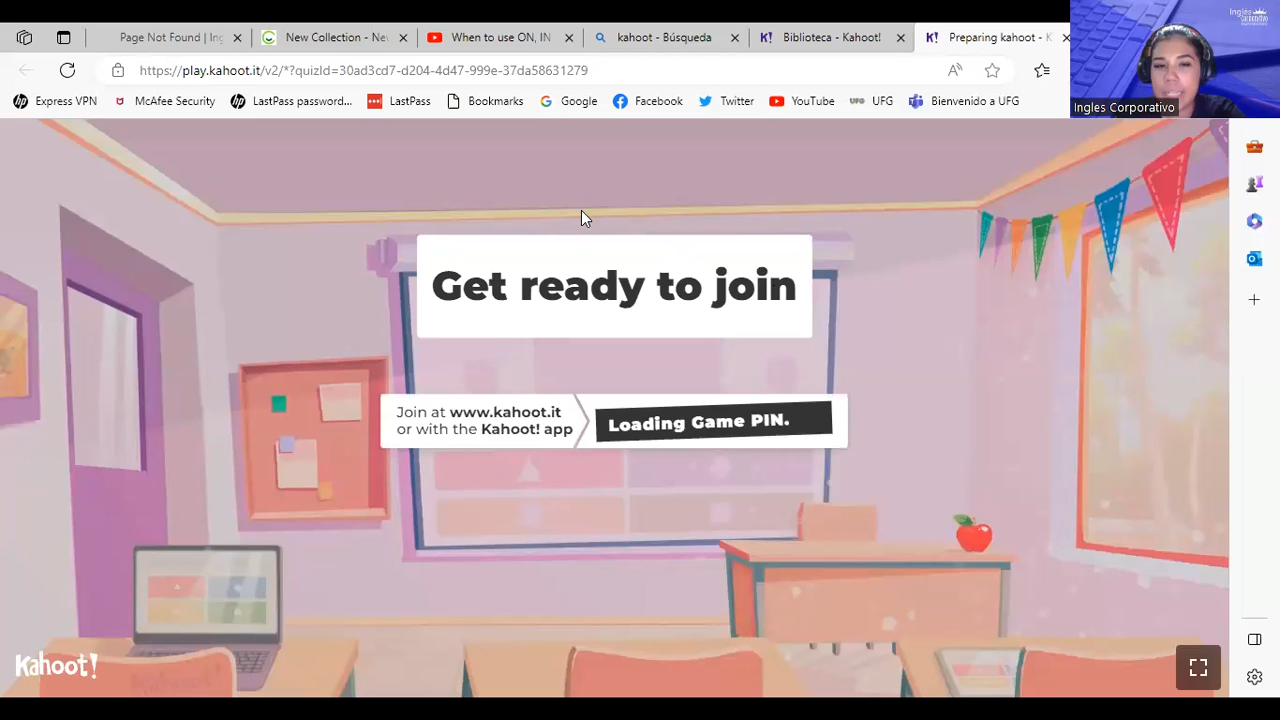 Page Not Found | Ing
New Collection - Ne
When to use ON, IN
kahoot - Búsqueda
Biblioteca - Kahoot!
Preparing kahoot - K
Ingles
Corporativo
https://play.kahoot.it/v2/*?quizId=30ad3cd7-d204-4d47-993e-37da58631279
Express VPN
McAfee Security
LastPass password...
LastPass
Bookmarks
Google
Facebook
Twitter
YouTube
UFG
Bienvenido a UFG
Ingles Corporativo
Get ready to join
Join at www.kahoot.it
or with the Kahoot! app
Loading Game PIN.
Kahoot!